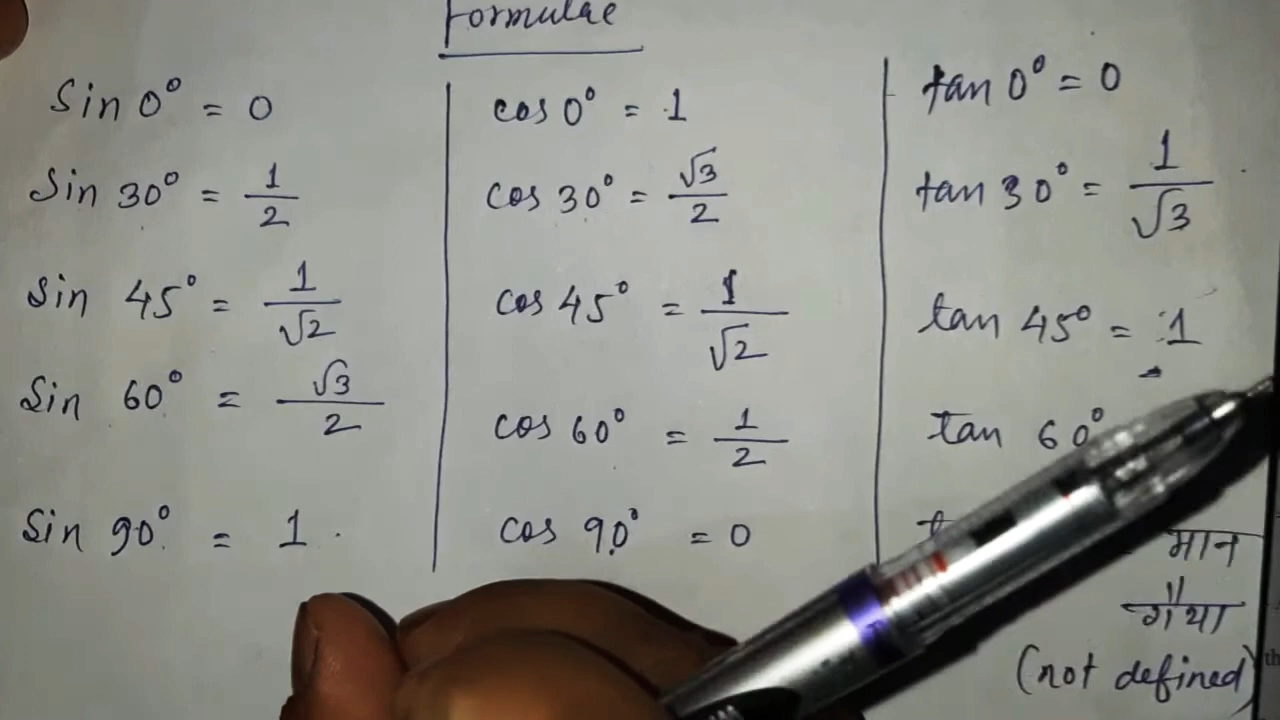 Formulae
Sin 0° = 0
Sin 30° = 1/2
Sin 45° = 1/√2
Sin 60° = √3/2
Sin 90° = 1
cos 0° = 1
cos 30° = √3/2
cos 45° = 1/√2
cos 60° = 1/2
cos 90° = 0
tan 0° = 0
tan 30° = 1/√3
tan 45° = 1
tan 60°
मान
(not defined)